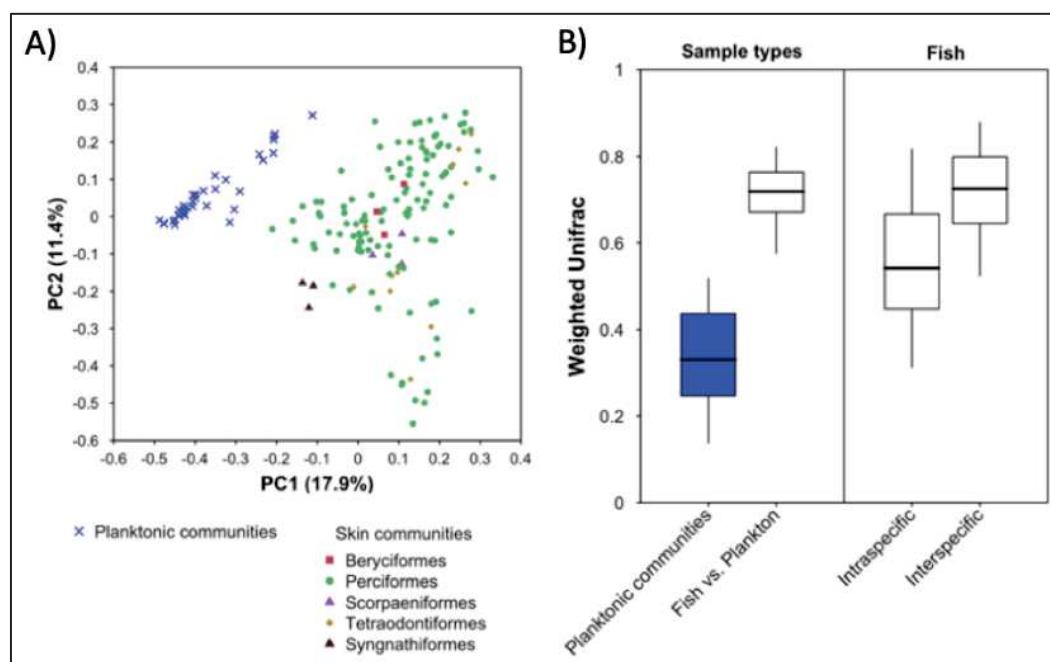 A)
0.4
0.3
0.2
0.1
0
-0.1
-0.2
-0.3
-0.4
-0.5
-0.6
PC2 (11.4%)
-0.6 -0.5 -0.4 -0.3 -0.2 -0.1 0 0.1 0.2 0.3 0.4
PC1 (17.9%)
Planktonic communities
Skin communities
Beryciformes
Perciformes
Scorpaeniformes
Tetraodontiformes
Syngnathiformes
B)
Sample types
Fish
1
0.8
0.6
0.4
0.2
0
Weighted Unifrac
Planktonic communities
Fish vs. Plankton
Intraspecific
Interspecific